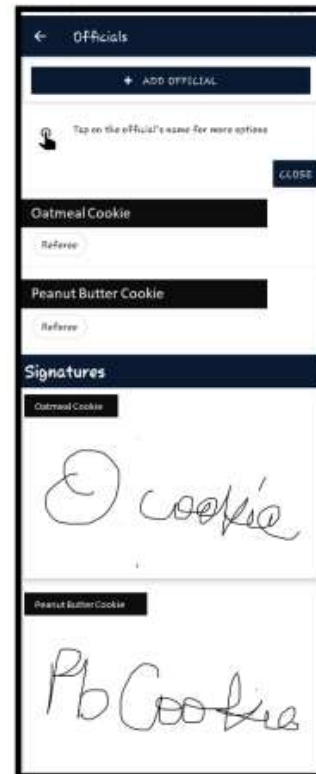 ← Officials
+ ADD OFFICIAL
Tap on the official's name for more options
CLOSE
Oatmeal Cookie
Referee
Peanut Butter Cookie
Referee
Signatures
Oatmeal Cookie
O cookie
Peanut Butter Cookie
Pb Cookie